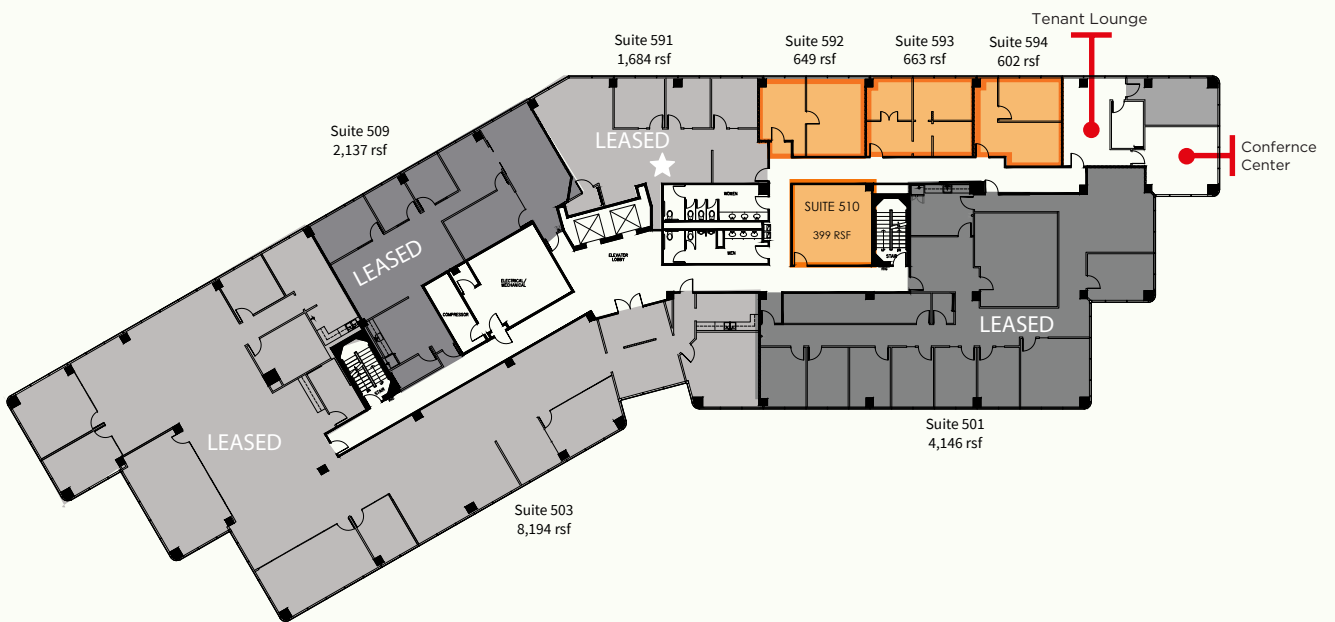 Tenant Lounge
Suite 591
1,684 rsf
Suite 592
649 rsf
Suite 593
663 rsf
Suite 594
602 rsf
Suite 509
2,137 rsf
LEASED
Confernce
Center
WOMEN
SUITE 510
399 RSF
LEASED
ELEVATOR
LOBBY
MEN
STAIR
ELECTRICAL/
MECHANICAL
COMPRESSOR
LEASED
STAIR
LEASED
Suite 501
4,146 rsf
Suite 503
8,194 rsf